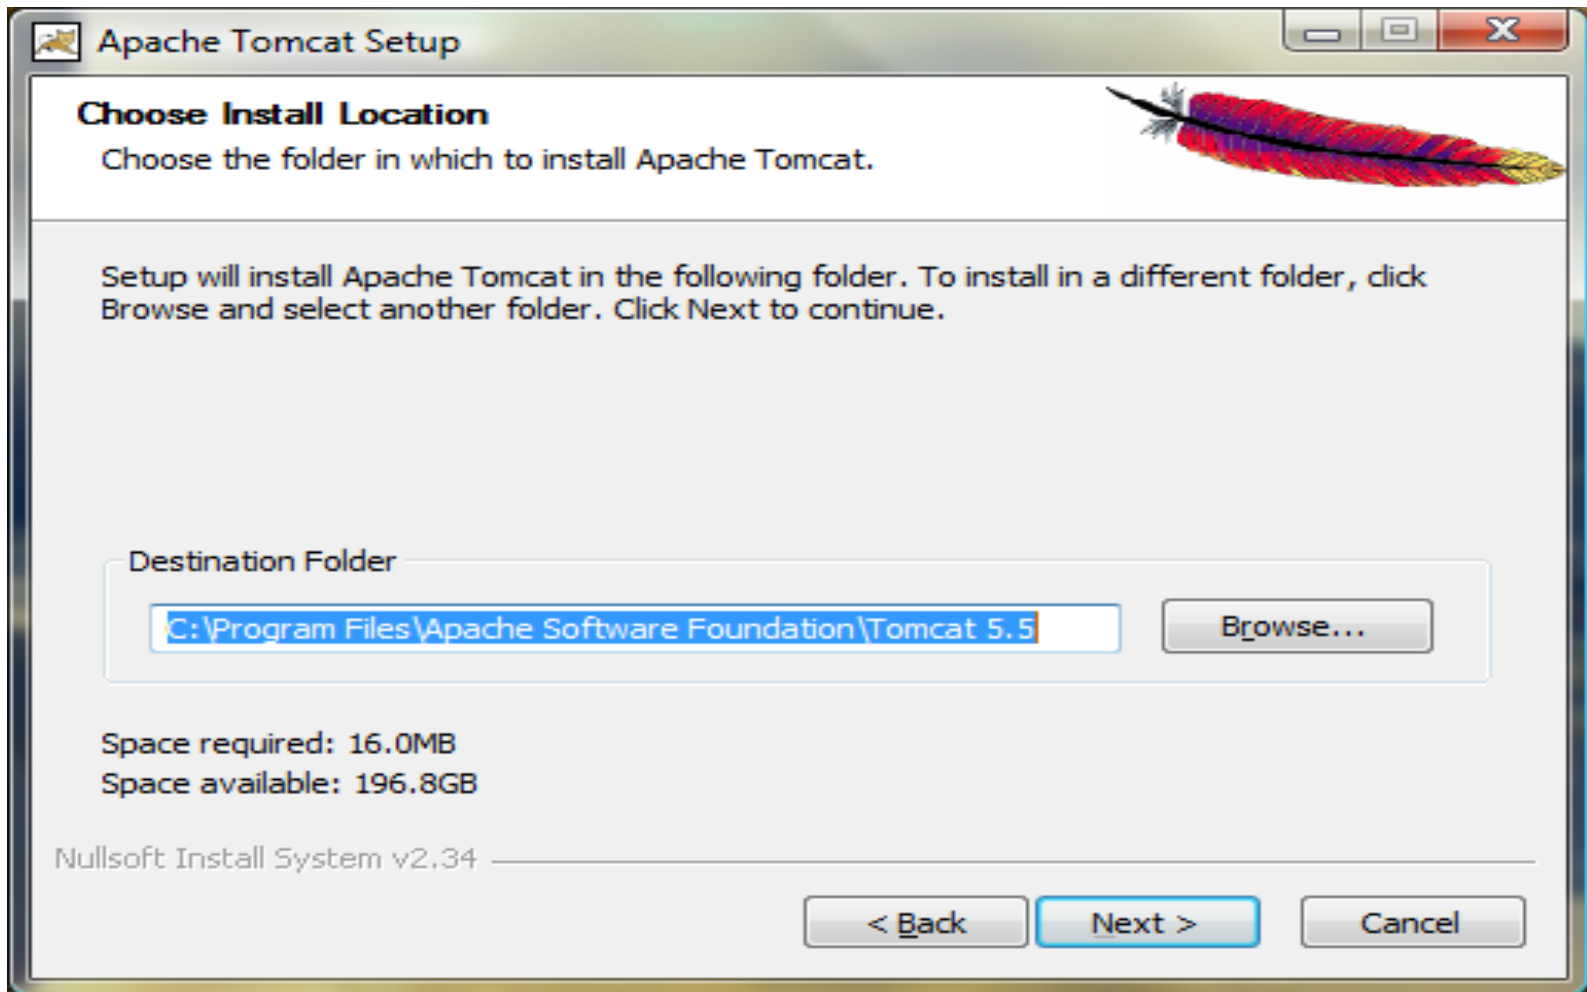 Apache Tomcat Setup
Choose Install Location
Choose the folder in which to install Apache Tomcat.
Setup will install Apache Tomcat in the following folder. To install in a different folder, click
Browse and select another folder. Click Next to continue.
Destination Folder
C:\Program Files\Apache Software Foundation\Tomcat 5.5
Browse...
Space required: 16.0MB
Space available: 196.8GB
Nullsoft Install System v2.34
< Back
Next >
Cancel